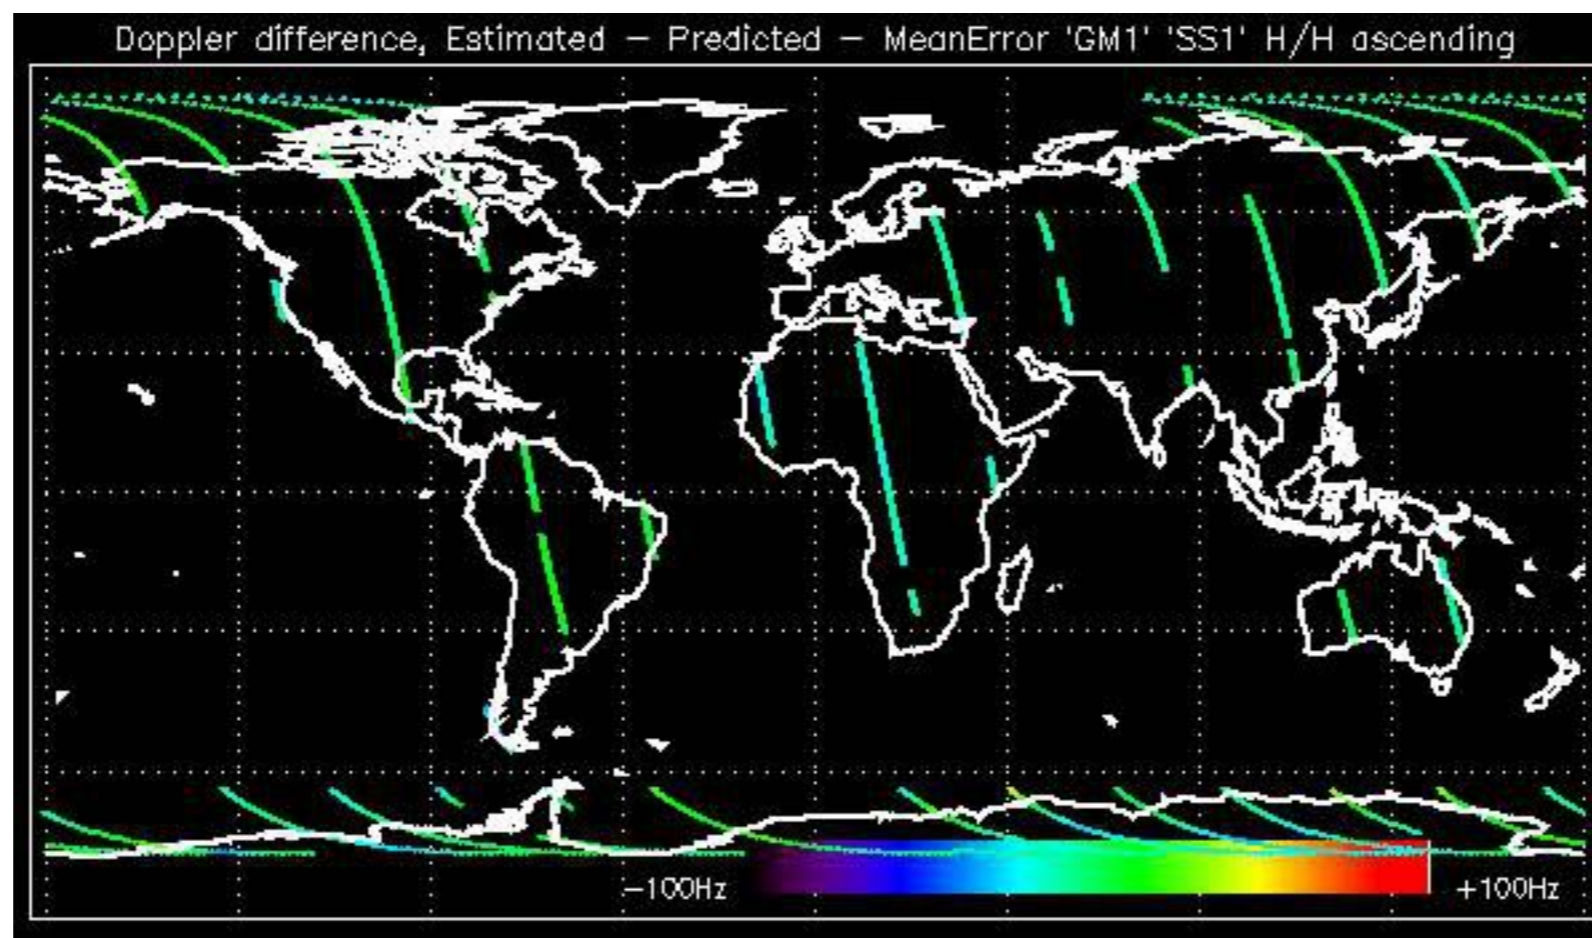 Doppler difference, Estimated – Predicted – MeanError 'GM1' 'SS1' H/H ascending
–100Hz +100Hz